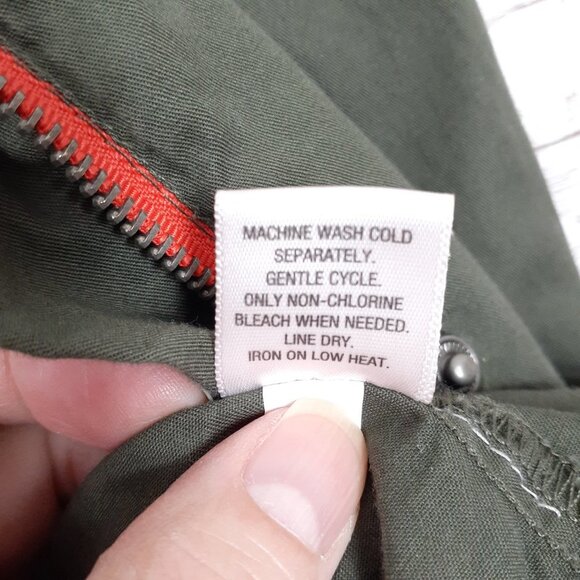 MACHINE WASH COLD
SEPARATELY.
GENTLE CYCLE.
ONLY NON-CHLORINE
BLEACH WHEN NEEDED.
LINE DRY.
IRON ON LOW HEAT.